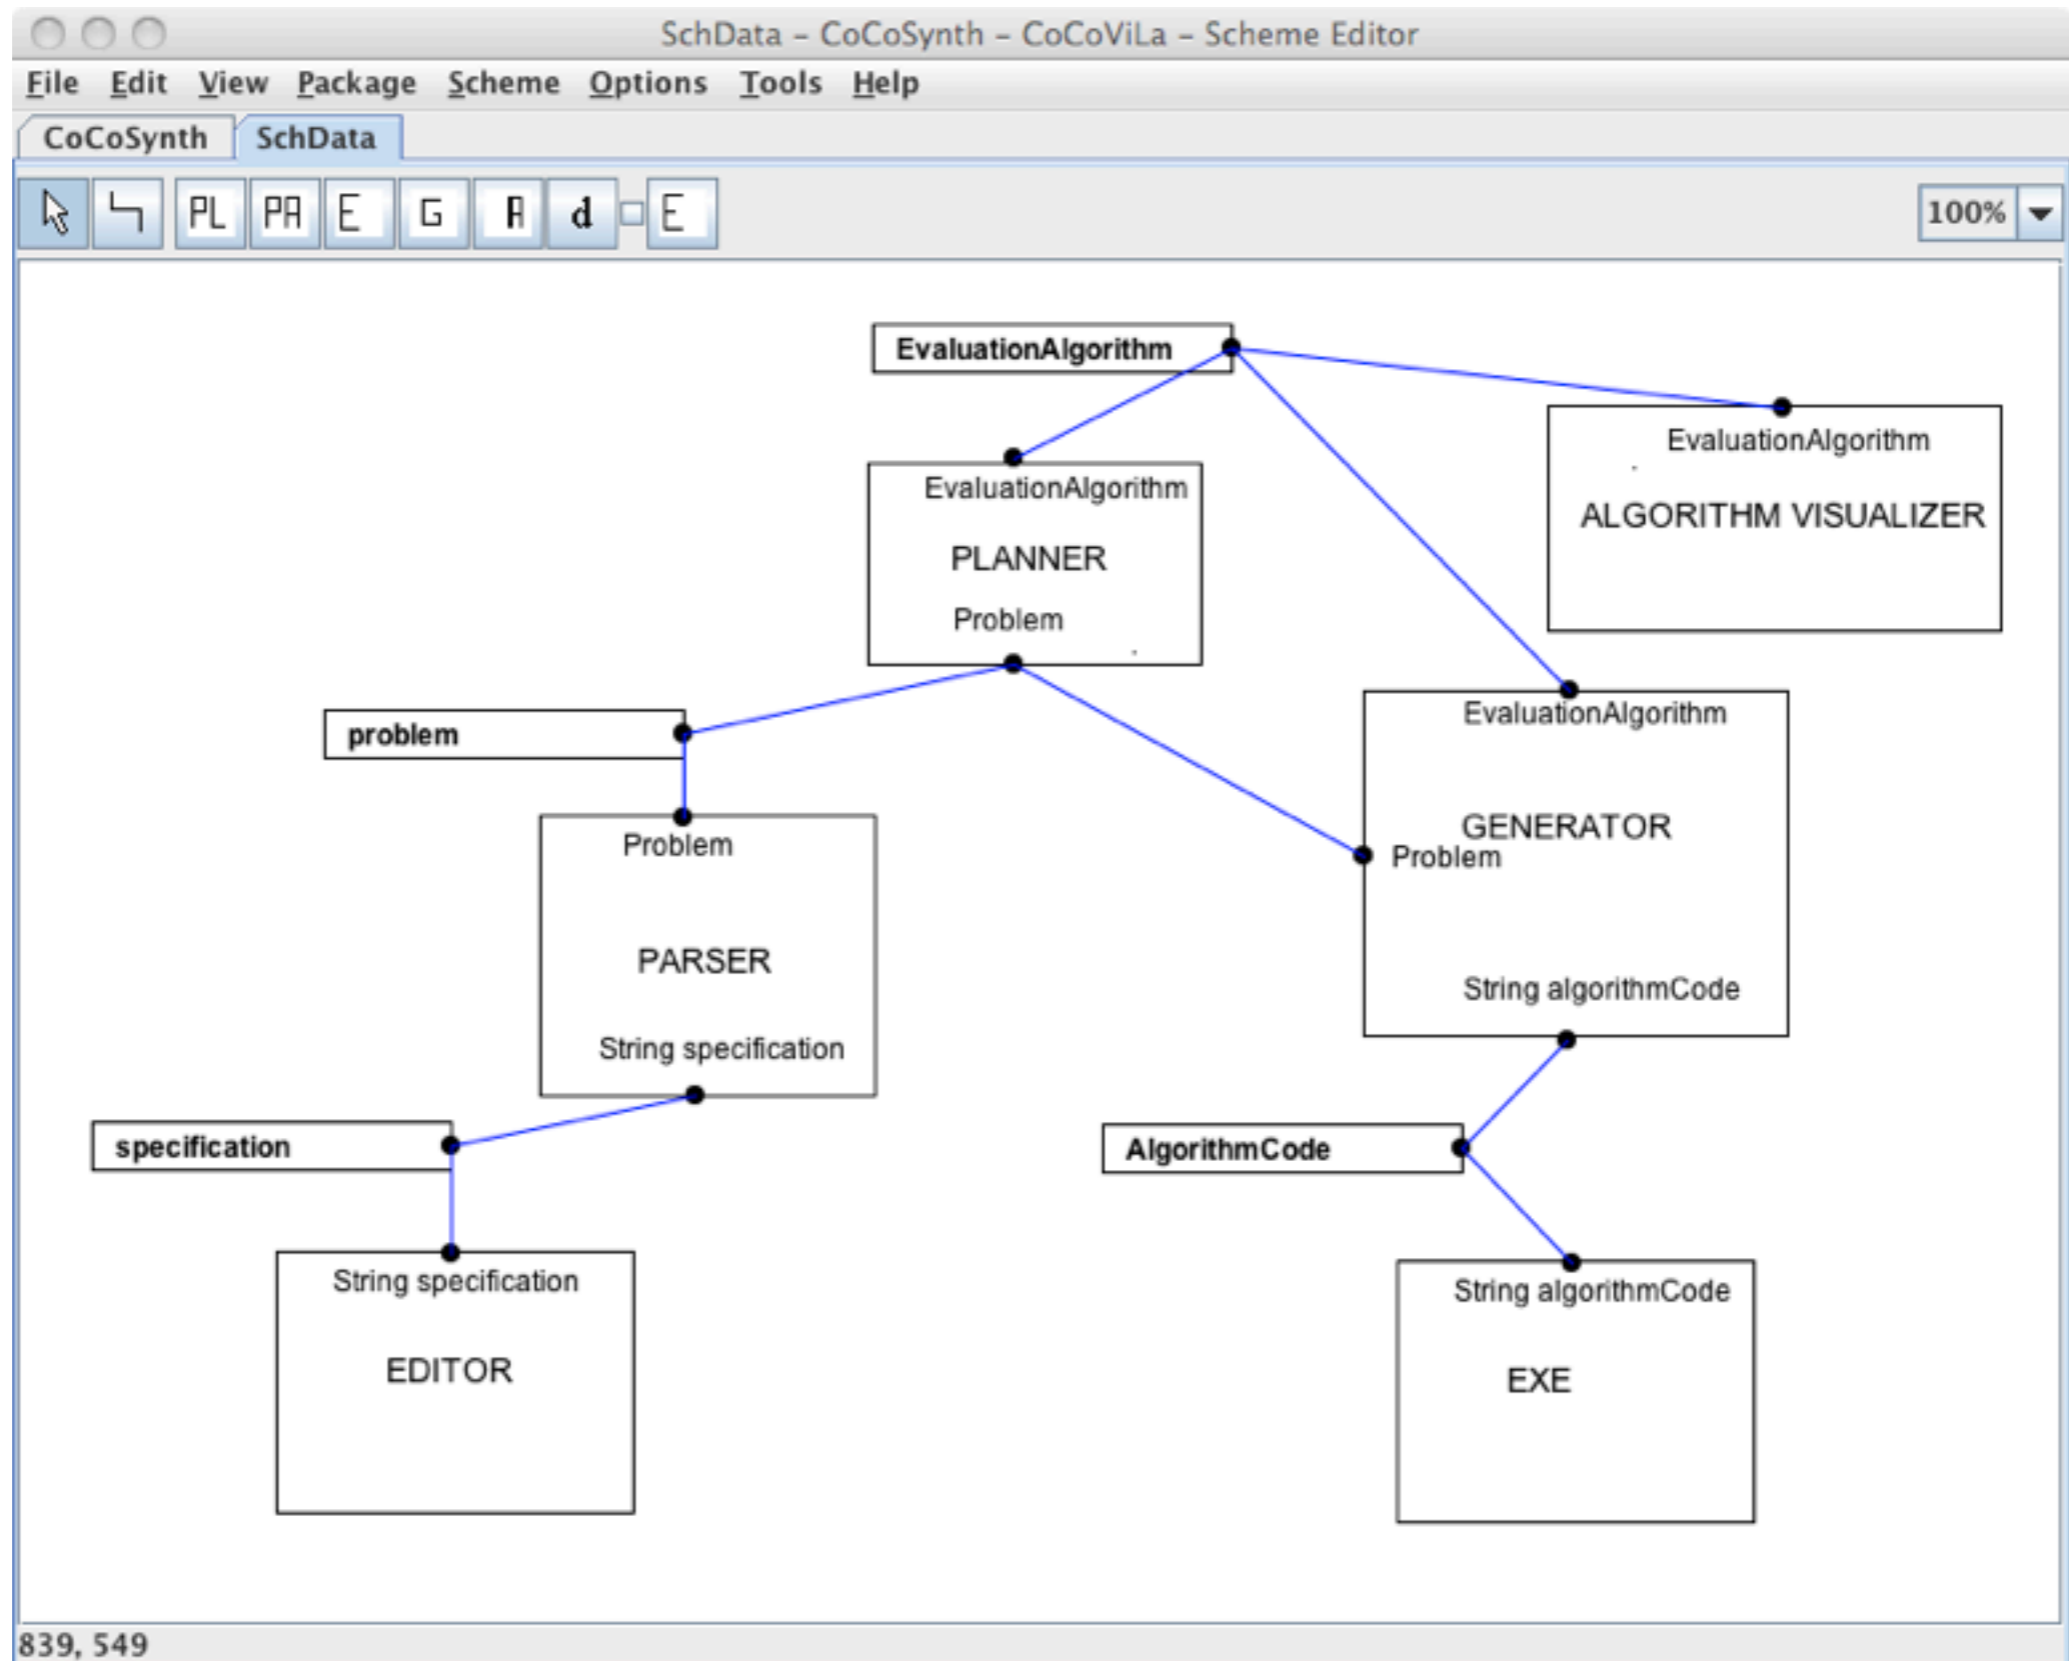 SchData – CoCoSynth – CoCoViLa – Scheme Editor
File Edit View Package Scheme Options Tools Help
CoCoSynth SchData
PL PA E G A d E 100%
EvaluationAlgorithm
EvaluationAlgorithm
ALGORITHM VISUALIZER
EvaluationAlgorithm
PLANNER
Problem
problem
EvaluationAlgorithm
GENERATOR
Problem
String algorithmCode
Problem
PARSER
String specification
specification
AlgorithmCode
String specification
EDITOR
String algorithmCode
EXE
839, 549